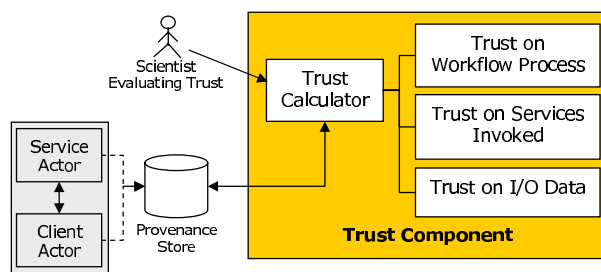 Scientist
Evaluating Trust
Trust
Calculator
Trust on
Workflow Process
Trust on Services
Invoked
Trust on I/O Data
Trust Component
Service
Actor
Client
Actor
Provenance
Store